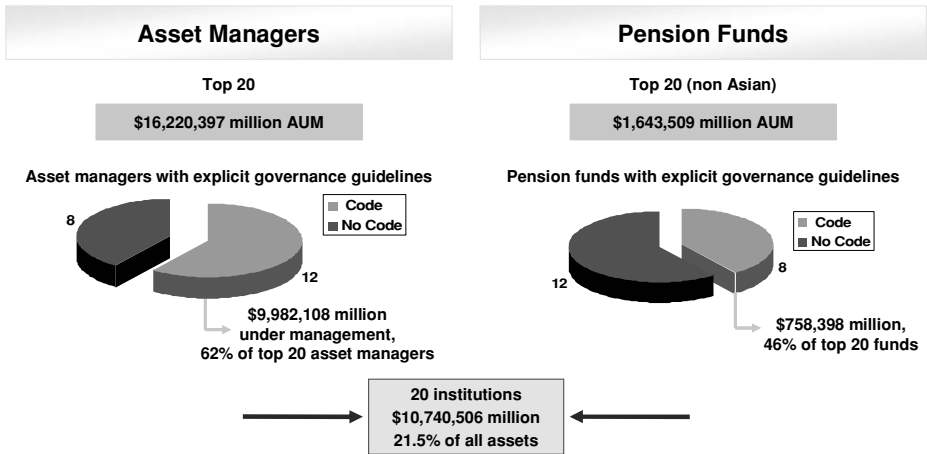 Asset Managers
Top 20
$16,220,397 million AUM
Asset managers with explicit governance guidelines
Code
No Code
8
12
$9,982,108 million
under management,
62% of top 20 asset managers
Pension Funds
Top 20 (non Asian)
$1,643,509 million AUM
Pension funds with explicit governance guidelines
Code
No Code
12
8
$758,398 million,
46% of top 20 funds
20 institutions
$10,740,506 million
21.5% of all assets